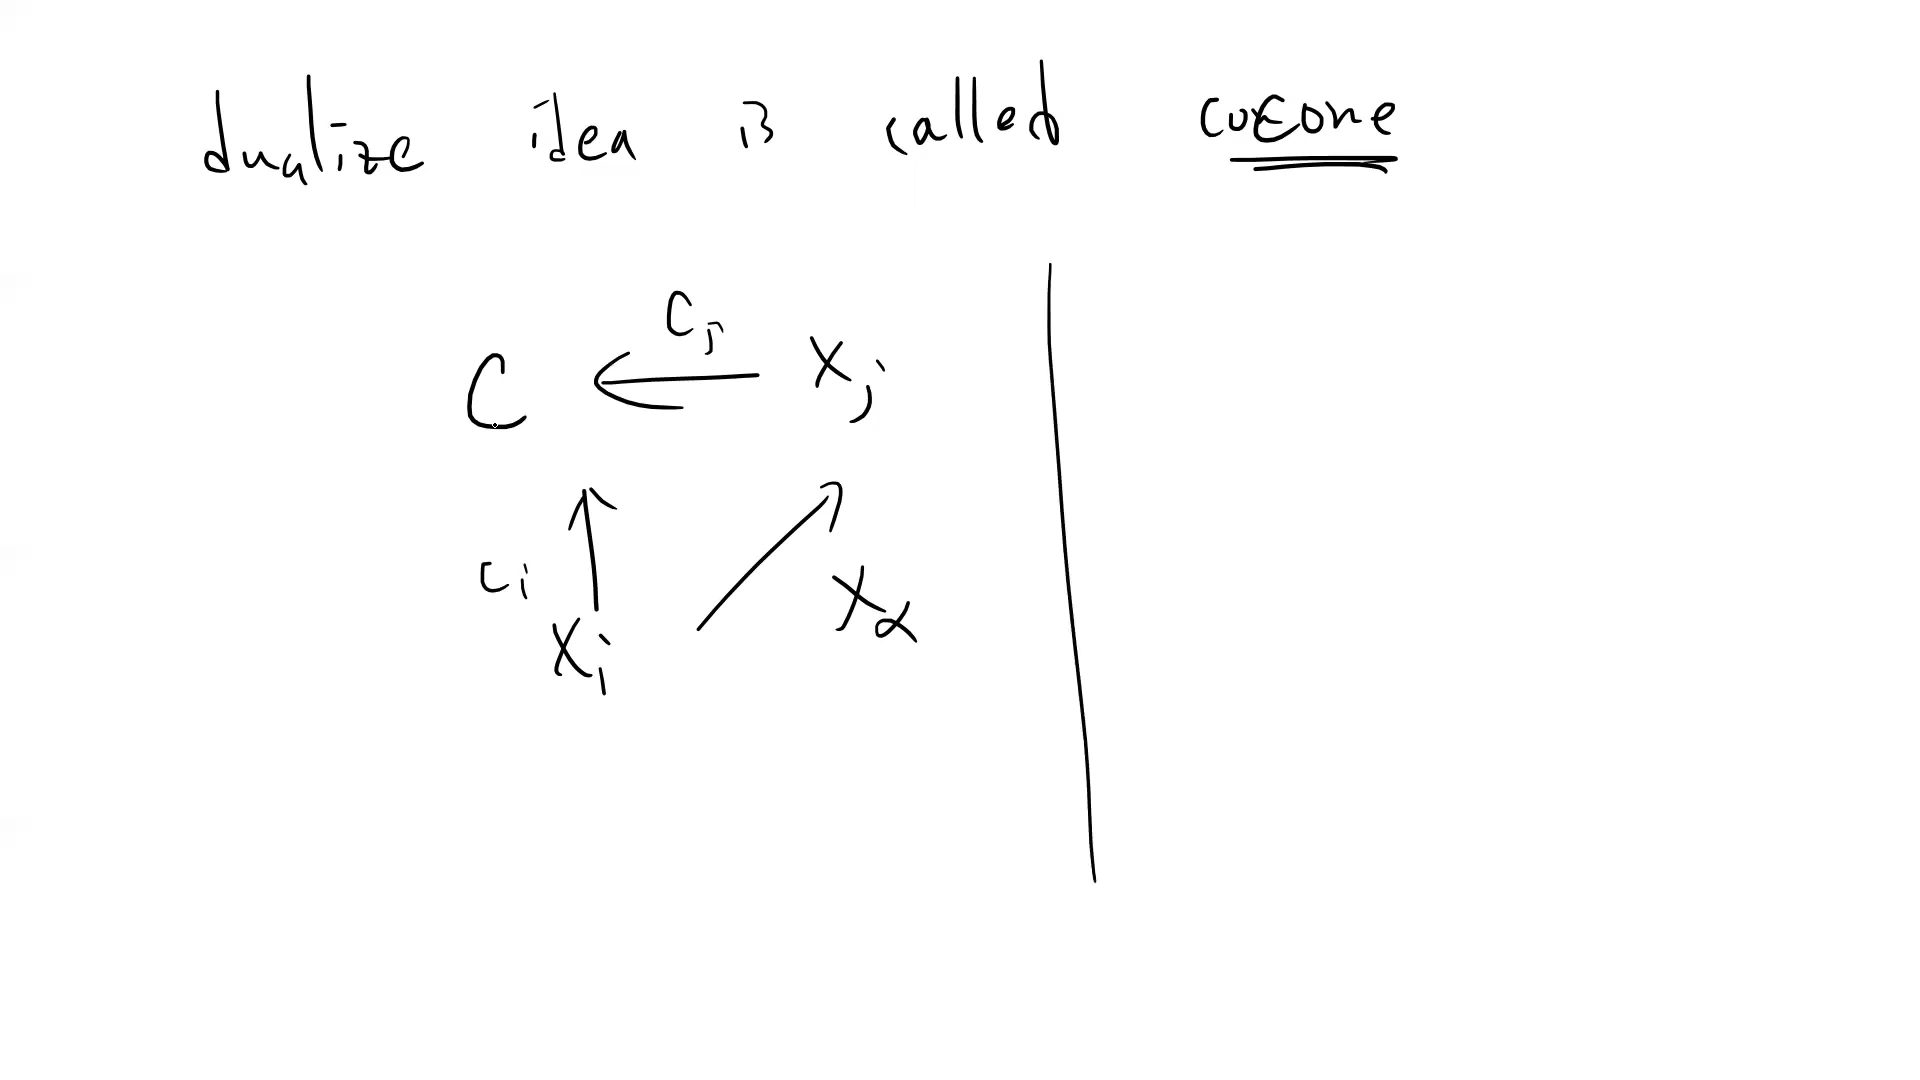 dualize idea is called cocone
C c_j X_j
c_i X_α
X_i